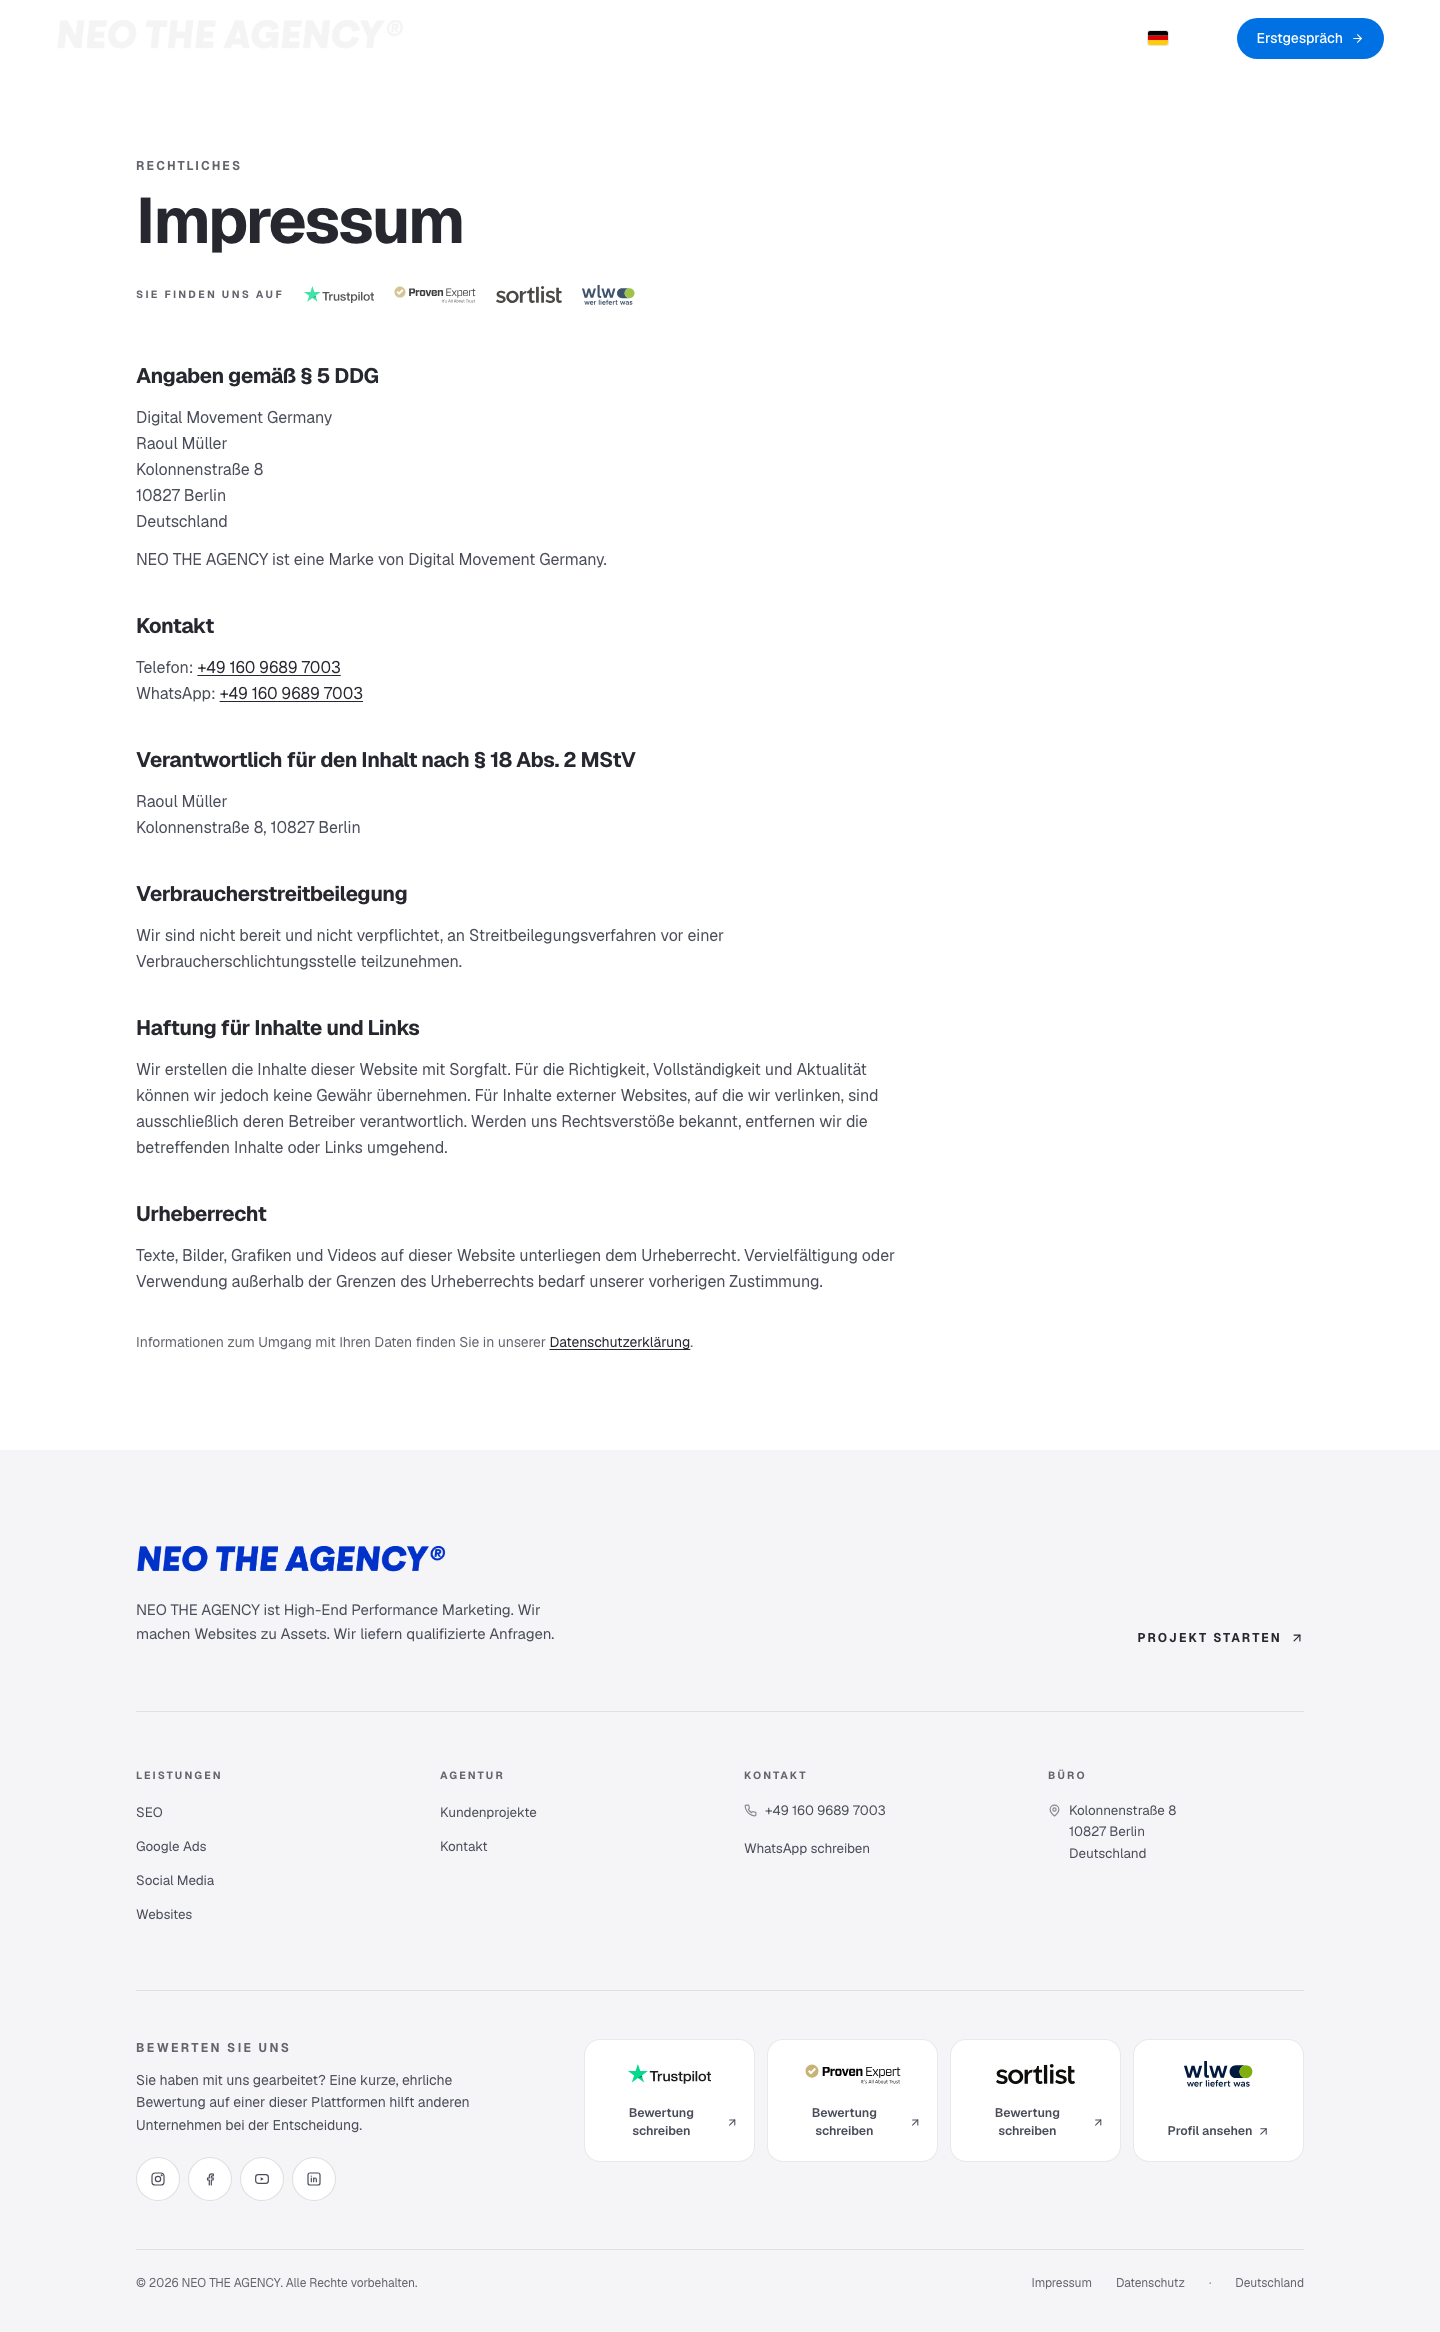 NEO THE AGENCY®
Erstgespräch
RECHTLICHES
Impressum
SIE FINDEN UNS AUF
Trustpilot
Proven Expert
It's All About Trust
sortlist
wlw
wer liefert was
Angaben gemäß § 5 DDG
Digital Movement Germany
Raoul Müller
Kolonnenstraße 8
10827 Berlin
Deutschland
NEO THE AGENCY ist eine Marke von Digital Movement Germany.
Kontakt
Telefon: +49 160 9689 7003
WhatsApp: +49 160 9689 7003
Verantwortlich für den Inhalt nach § 18 Abs. 2 MStV
Raoul Müller
Kolonnenstraße 8, 10827 Berlin
Verbraucherstreitbeilegung
Wir sind nicht bereit und nicht verpflichtet, an Streitbeilegungsverfahren vor einer
Verbraucherschlichtungsstelle teilzunehmen.
Haftung für Inhalte und Links
Wir erstellen die Inhalte dieser Website mit Sorgfalt. Für die Richtigkeit, Vollständigkeit und Aktualität
können wir jedoch keine Gewähr übernehmen. Für Inhalte externer Websites, auf die wir verlinken, sind
ausschließlich deren Betreiber verantwortlich. Werden uns Rechtsverstöße bekannt, entfernen wir die
betreffenden Inhalte oder Links umgehend.
Urheberrecht
Texte, Bilder, Grafiken und Videos auf dieser Website unterliegen dem Urheberrecht. Vervielfältigung oder
Verwendung außerhalb der Grenzen des Urheberrechts bedarf unserer vorherigen Zustimmung.
Informationen zum Umgang mit Ihren Daten finden Sie in unserer Datenschutzerklärung.
NEO THE AGENCY®
NEO THE AGENCY ist High-End Performance Marketing. Wir
machen Websites zu Assets. Wir liefern qualifizierte Anfragen.
PROJEKT STARTEN
LEISTUNGEN
SEO
Google Ads
Social Media
Websites
AGENTUR
Kundenprojekte
Kontakt
KONTAKT
+49 160 9689 7003
WhatsApp schreiben
BÜRO
Kolonnenstraße 8
10827 Berlin
Deutschland
BEWERTEN SIE UNS
Sie haben mit uns gearbeitet? Eine kurze, ehrliche
Bewertung auf einer dieser Plattformen hilft anderen
Unternehmen bei der Entscheidung.
Trustpilot
Bewertung
schreiben
Proven Expert
It's All About Trust
Bewertung
schreiben
sortlist
Bewertung
schreiben
wlw
wer liefert was
Profil ansehen
© 2026 NEO THE AGENCY. Alle Rechte vorbehalten.
Impressum Datenschutz · Deutschland